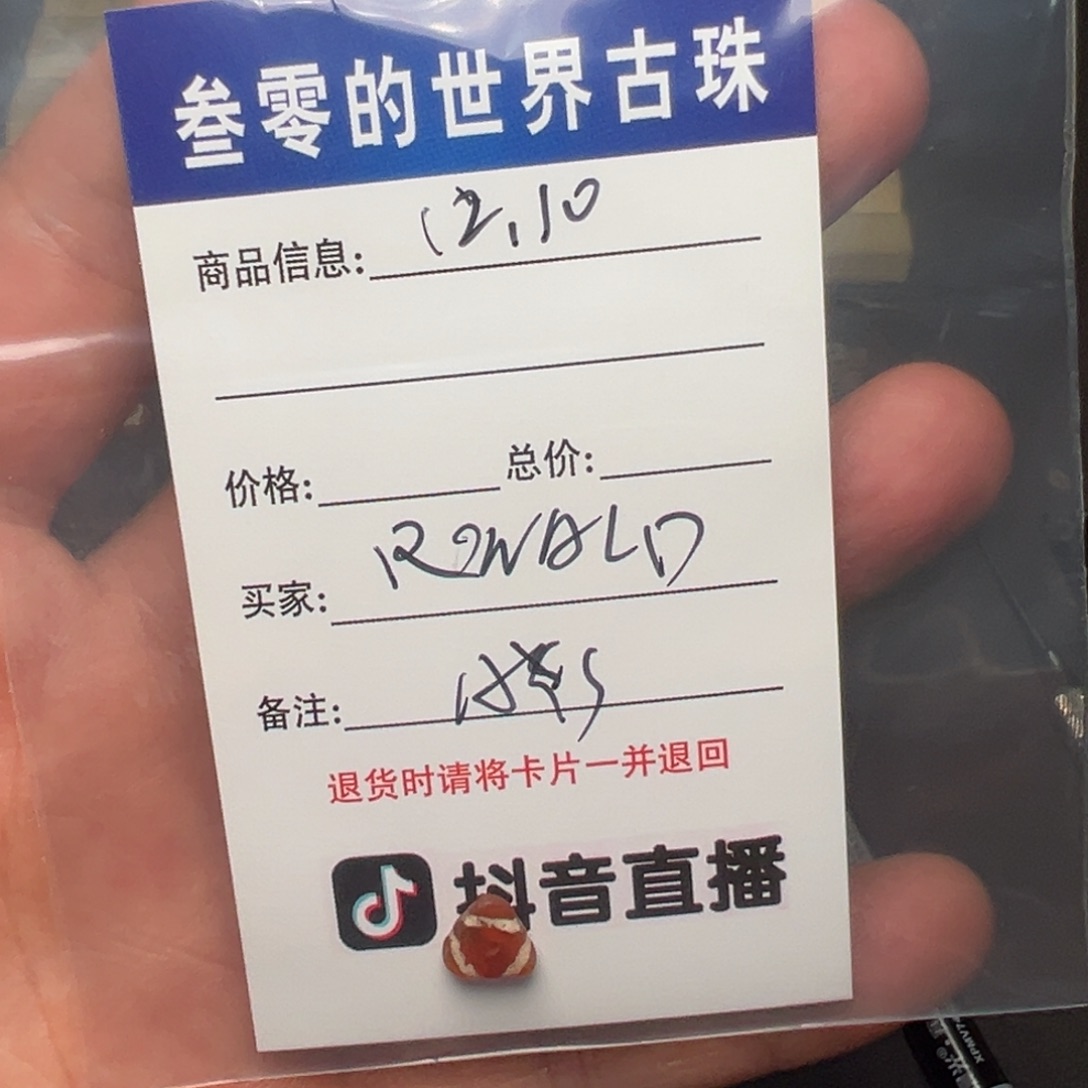 叁零的世界古珠
商品信息: 12.10
价格: 总价:
买家: RONALD
备注:
退货时请将卡片一并退回
抖音直播